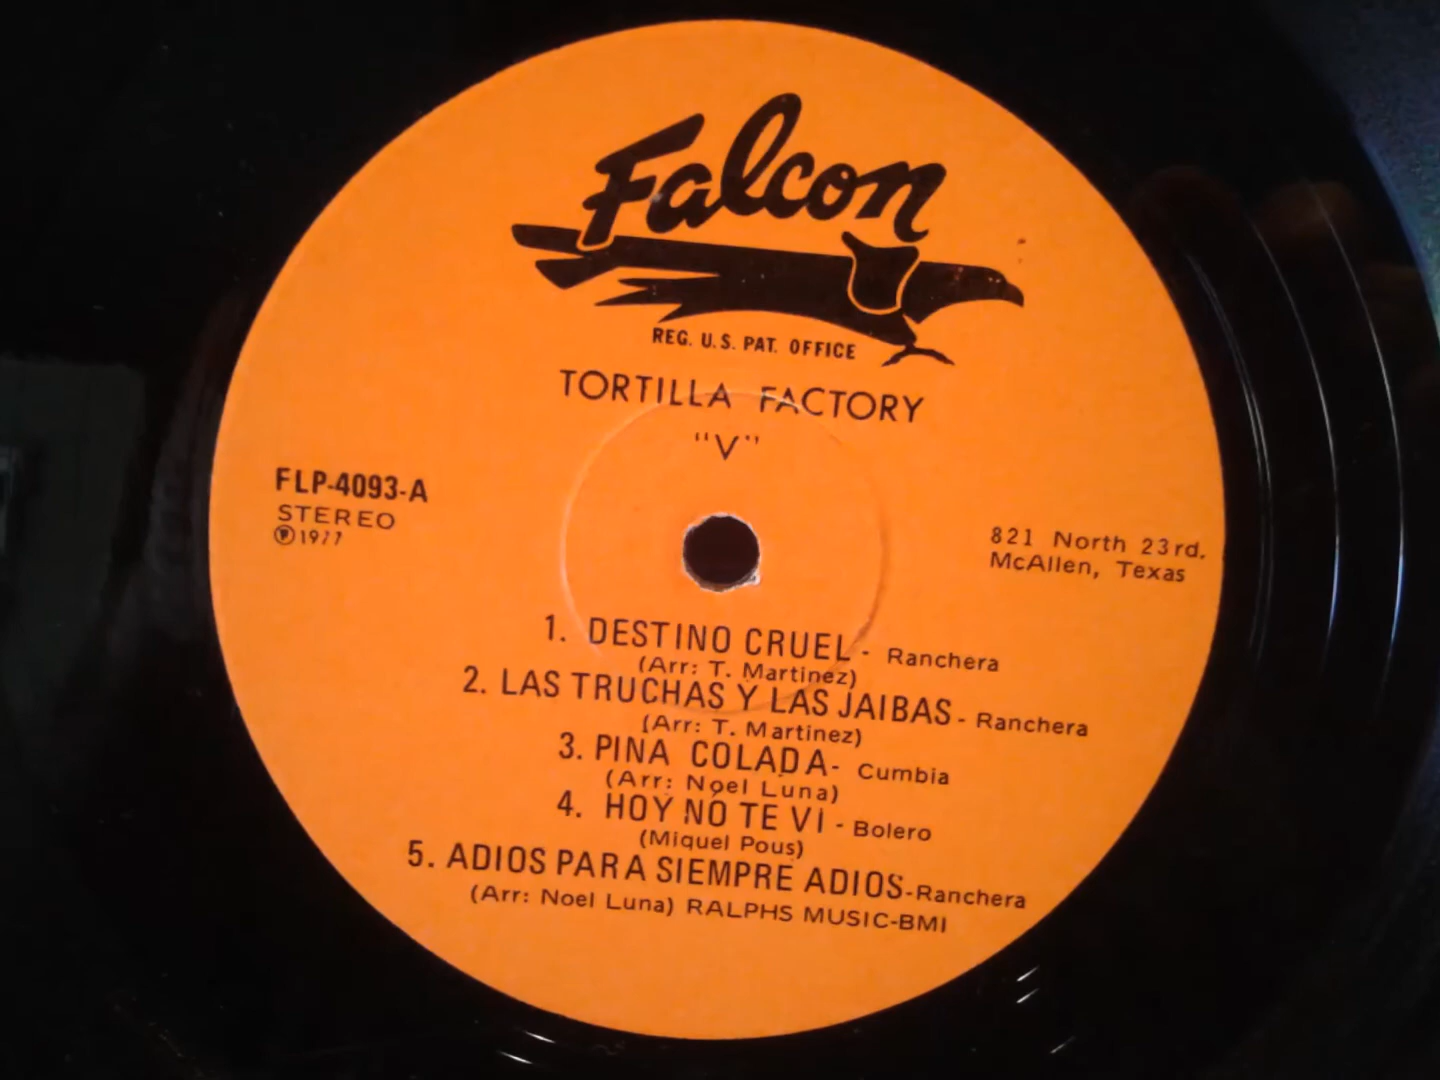 Falcon
REG. U.S. PAT. OFFICE
TORTILLA FACTORY
"V"
FLP-4093-A
STEREO
Ⓟ1977
821 North 23rd.
McAllen, Texas
1. DESTINO CRUEL - Ranchera
(Arr: T. Martinez)
2. LAS TRUCHAS Y LAS JAIBAS - Ranchera
(Arr: T. Martinez)
3. PINA COLADA - Cumbia
(Arr: Noel Luna)
4. HOY NO TE VI - Bolero
(Miquel Pous)
5. ADIOS PARA SIEMPRE ADIOS-Ranchera
(Arr: Noel Luna) RALPHS MUSIC-BMI